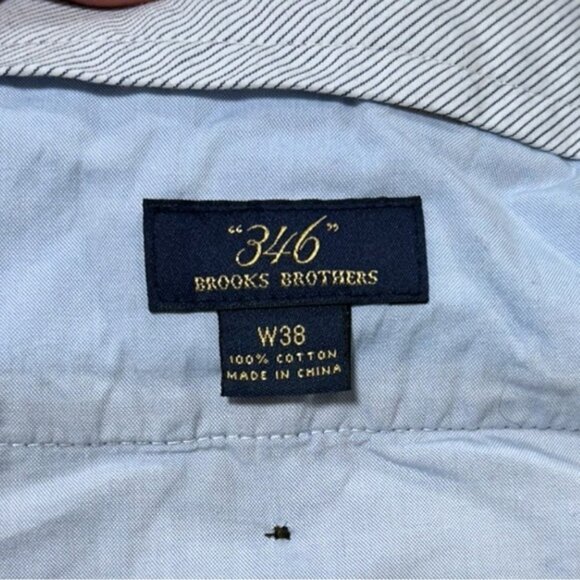 "346"
BROOKS BROTHERS
W38
100% COTTON
MADE IN CHINA